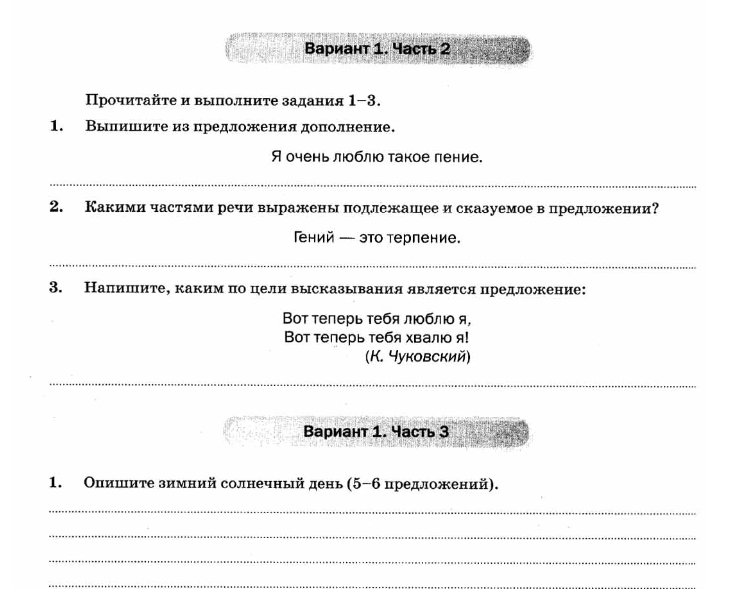 Вариант 1. Часть 2
Прочитайте и выполните задания 1–3.
1. Выпишите из предложения дополнение.
Я очень люблю такое пение.
2. Какими частями речи выражены подлежащее и сказуемое в предложении?
Гений — это терпение.
3. Напишите, каким по цели высказывания является предложение:
Вот теперь тебя люблю я,
Вот теперь тебя хвалю я!
(К. Чуковский)
Вариант 1. Часть 3
1. Опишите зимний солнечный день (5–6 предложений).